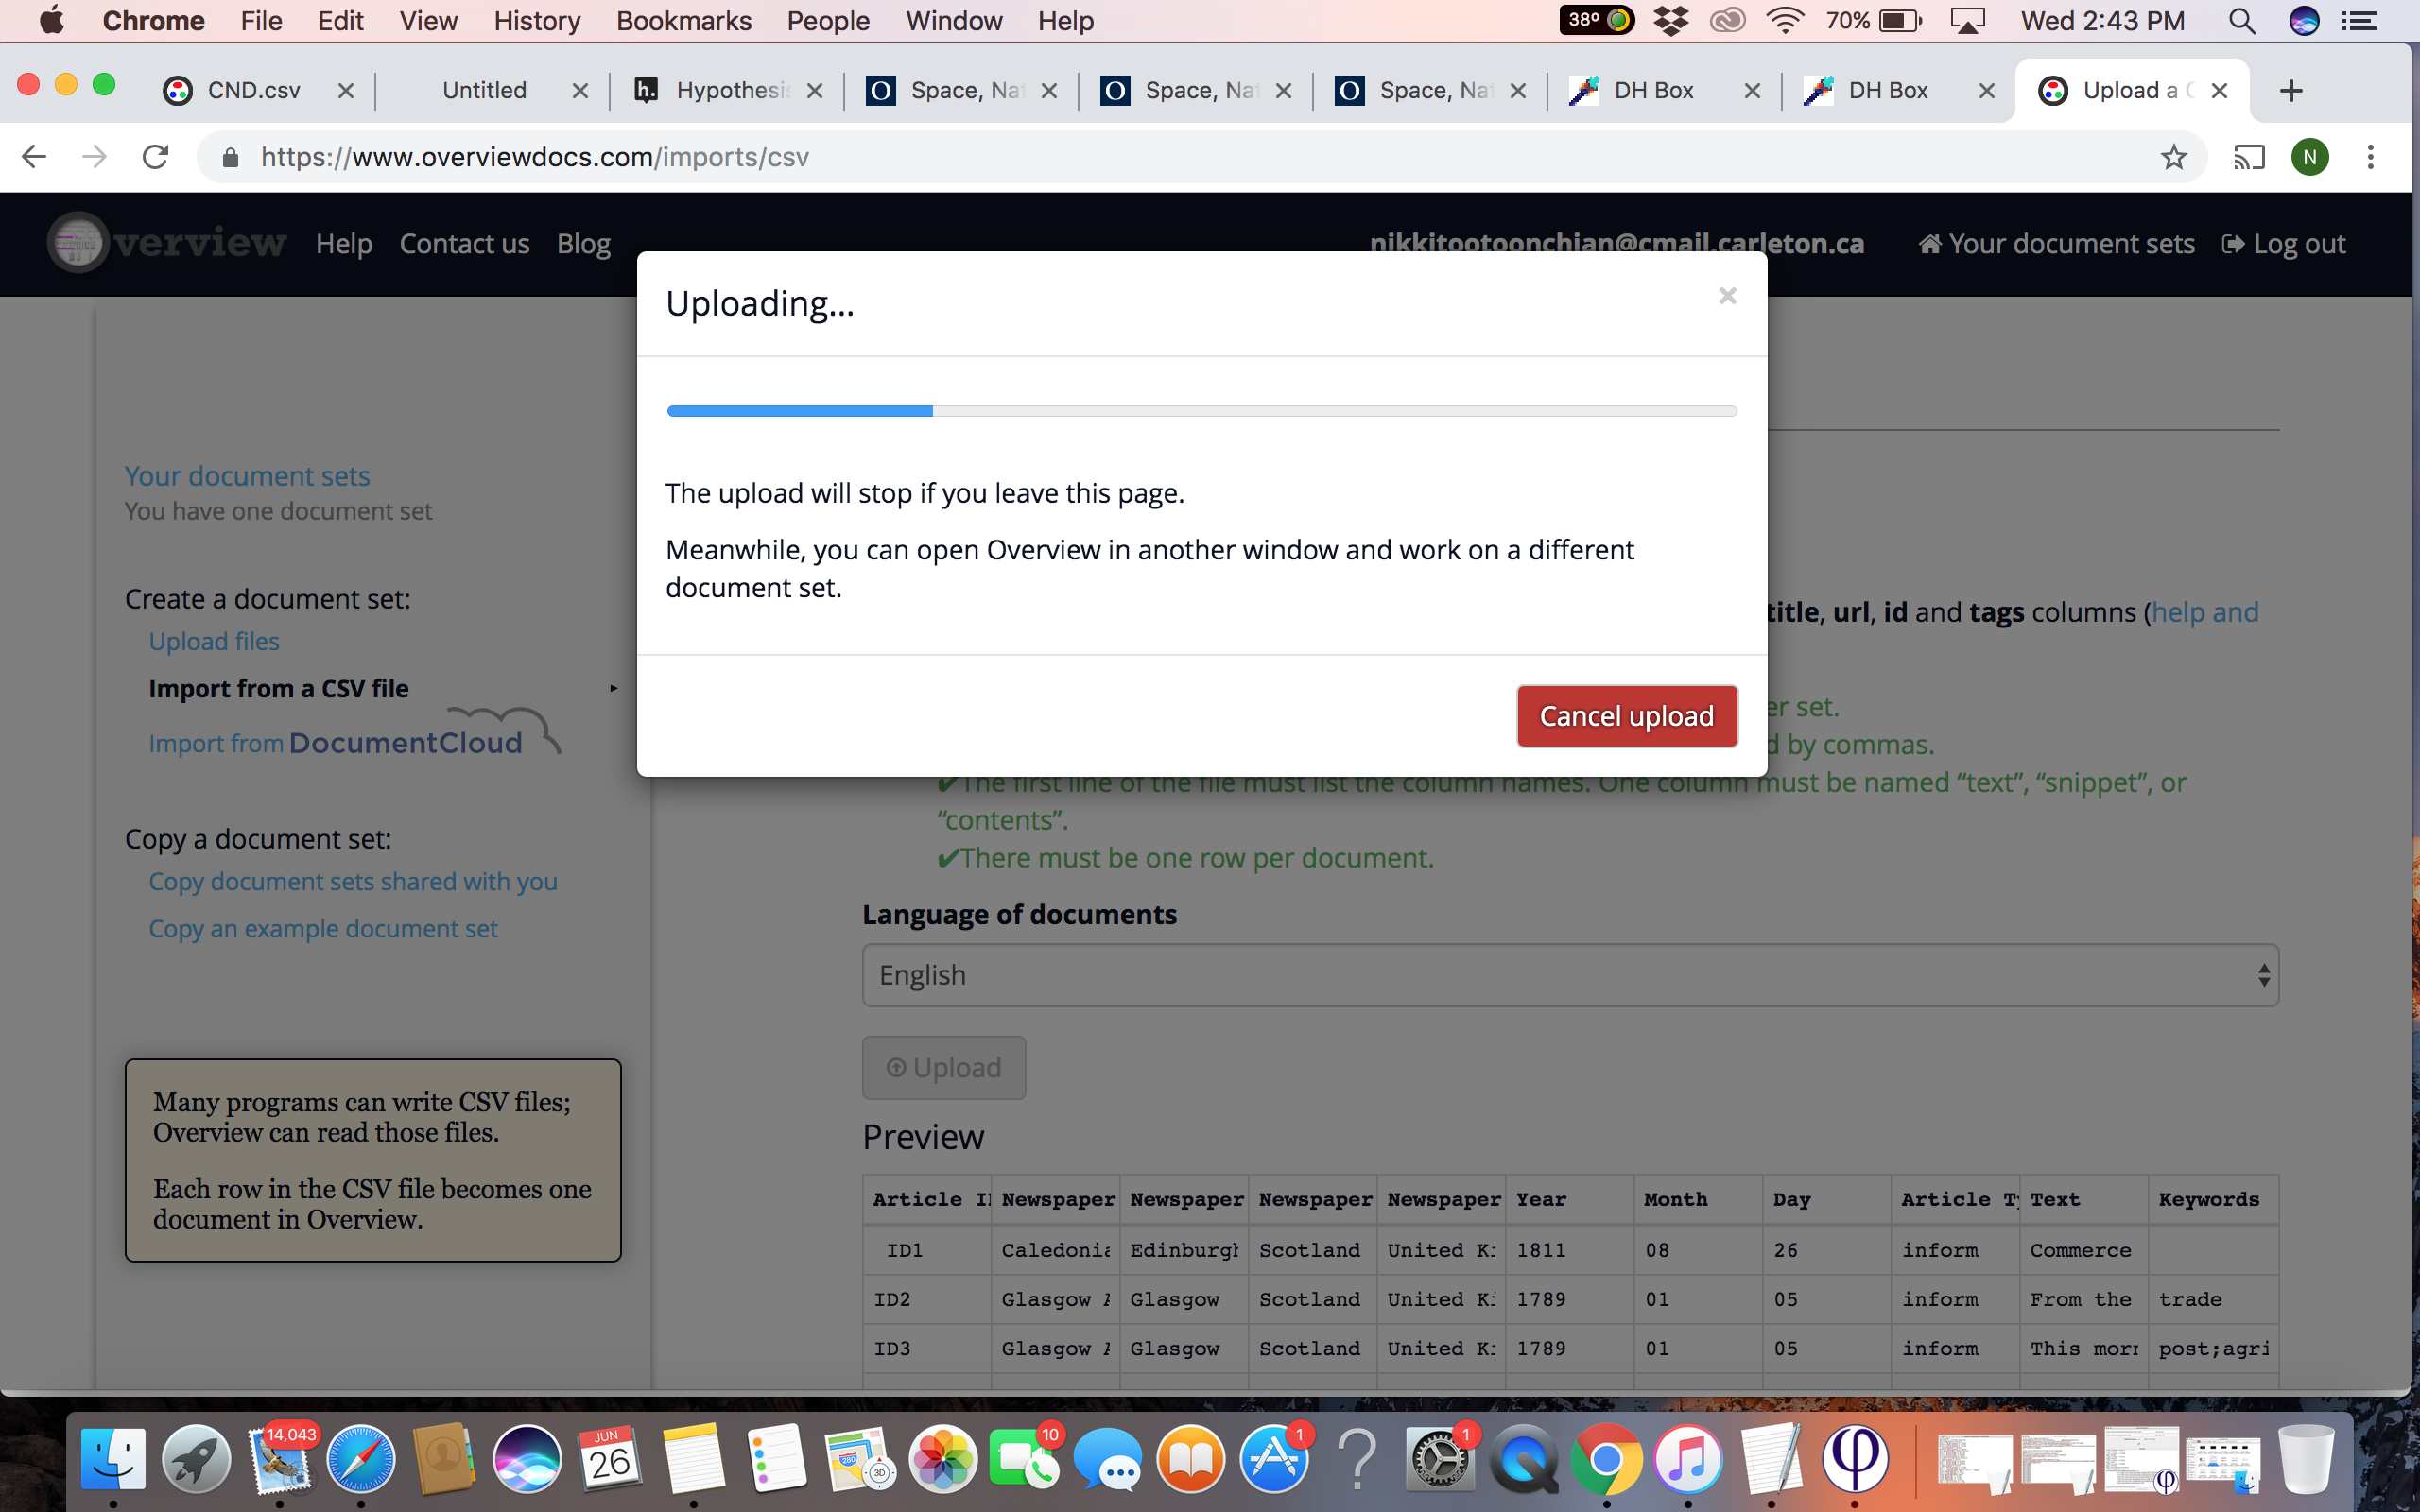 Chrome File Edit View History Bookmarks People Window Help 38° 70% Wed 2:43 PM
CND.csv Untitled Hypothesis Space, Nat Space, Nat Space, Nat DH Box DH Box Upload a C
https://www.overviewdocs.com/imports/csv N
Overview Help Contact us Blog nikkitootoonchian@cmail.carleton.ca Your document sets Log out
Uploading...
The upload will stop if you leave this page.
Meanwhile, you can open Overview in another window and work on a different
document set.
Cancel upload
Your document sets
You have one document set
Create a document set:
Upload files
Import from a CSV file
Import from DocumentCloud
Copy a document set:
Copy document sets shared with you
Copy an example document set
Many programs can write CSV files;
Overview can read those files.
Each row in the CSV file becomes one
document in Overview.
title, url, id and tags columns (help and
er set.
d by commas.
✔The first line of the file must list the column names. One column must be named “text”, “snippet”, or
“contents”.
✔There must be one row per document.
Language of documents
English
Upload
Preview
Article I Newspaper Newspaper Newspaper Newspaper Year Month Day Article Ty Text Keywords
ID1 Caledonia Edinburgh Scotland United Ki 1811 08 26 inform Commerce
ID2 Glasgow A Glasgow Scotland United Ki 1789 01 05 inform From the trade
ID3 Glasgow A Glasgow Scotland United Ki 1789 01 05 inform This morn post;agri
14,043 JUN 26 280 3D 10 1 1